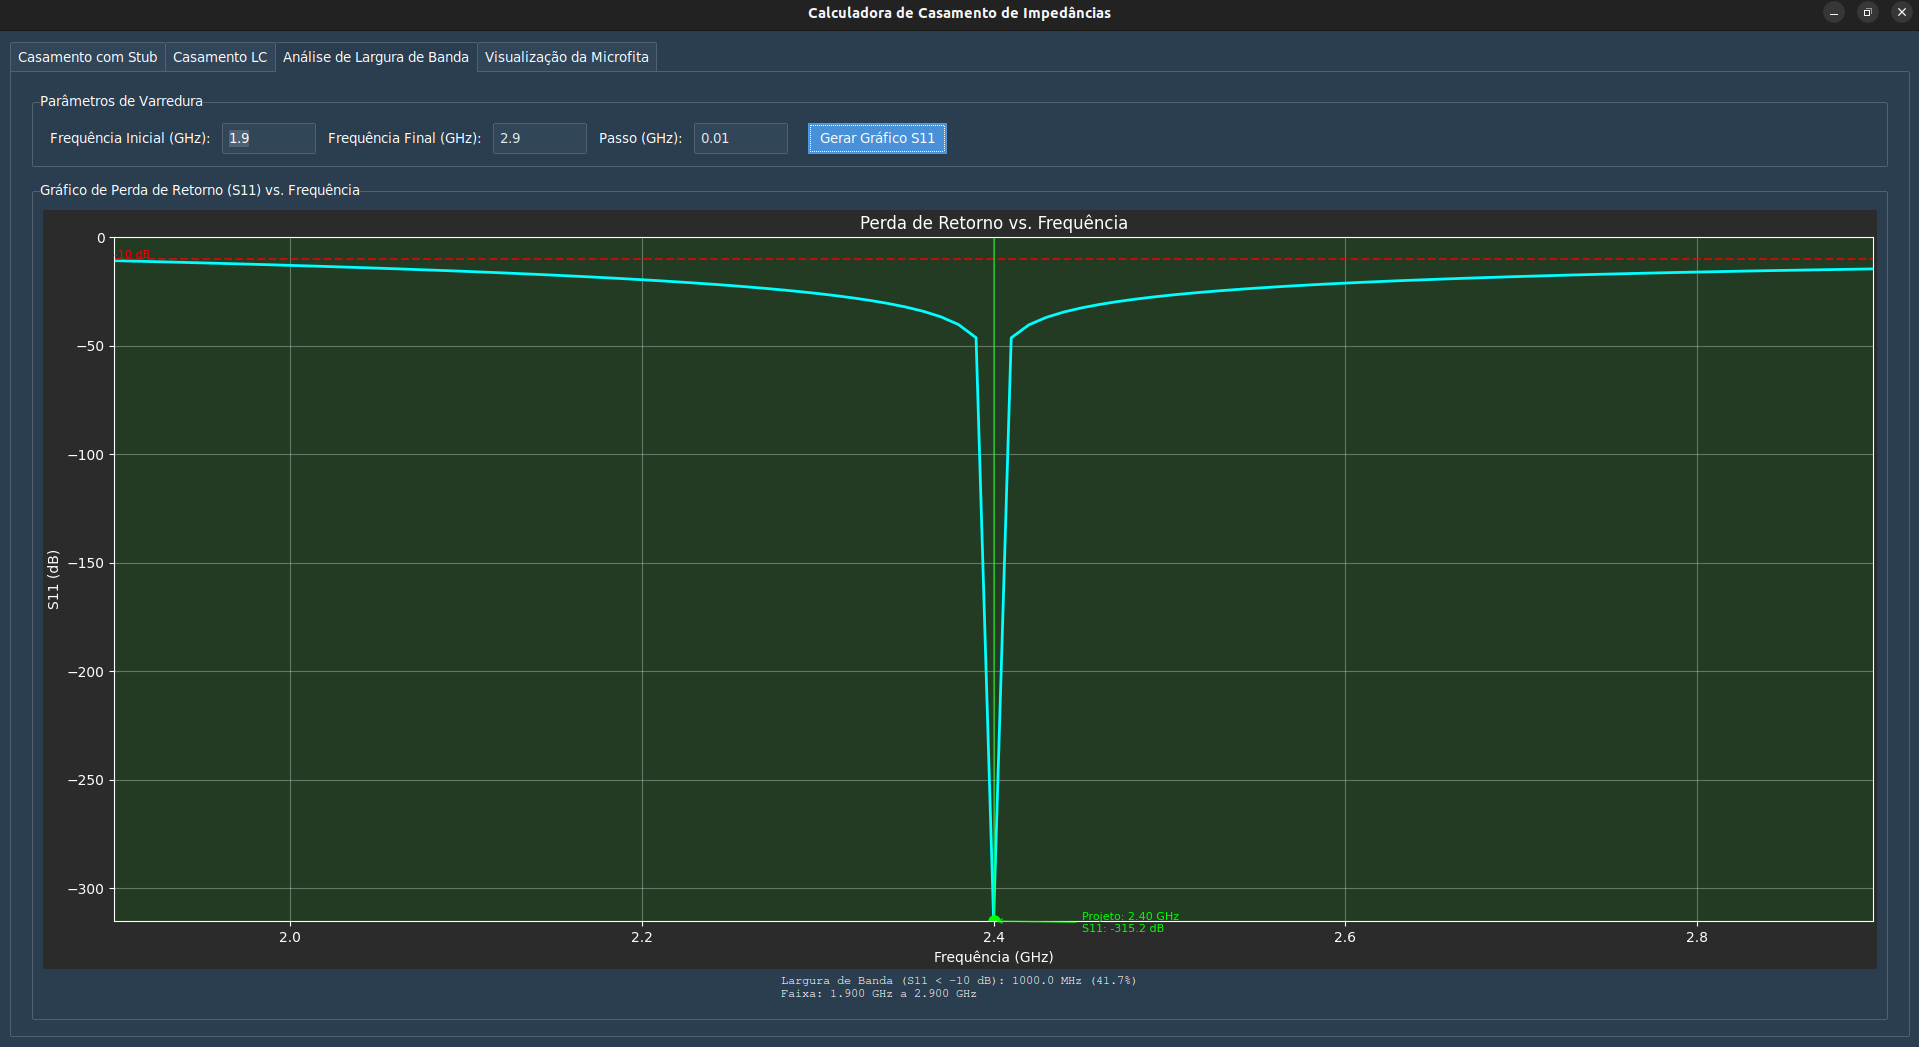 Calculadora de Casamento de Impedâncias
Casamento com Stub Casamento LC Análise de Largura de Banda Visualização da Microfita
Parâmetros de Varredura
Frequência Inicial (GHz): 1.9 Frequência Final (GHz): 2.9 Passo (GHz): 0.01 Gerar Gráfico S11
Gráfico de Perda de Retorno (S11) vs. Frequência
Perda de Retorno vs. Frequência
0
-10 dB
−50
−100
−150
−200
−250
−300
S11 (dB)
Projeto: 2.40 GHz
S11: -315.2 dB
2.0 2.2 2.4 2.6 2.8
Frequência (GHz)
Largura de Banda (S11 < -10 dB): 1000.0 MHz (41.7%)
Faixa: 1.900 GHz a 2.900 GHz